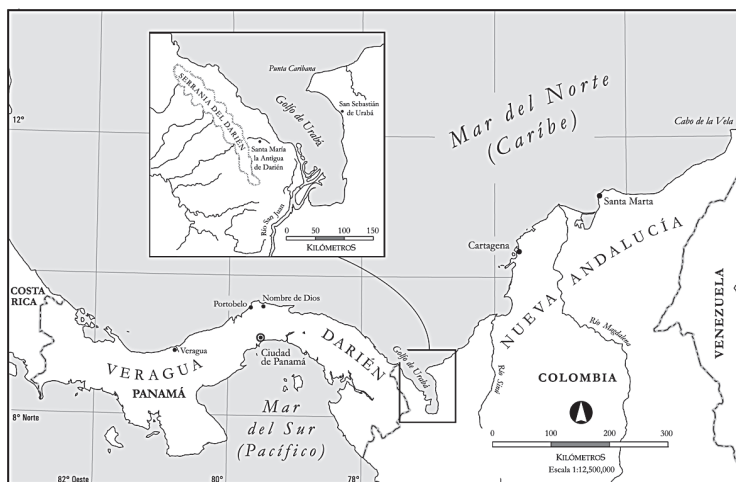 Punta Caribana
SERRANIA DEL DARIÉN
Golfo de Urabá
San Sebastián
de Urabá
Santa María
la Antigua
de Darién
Río Sao Juan
0 50 100 150
KILÓMETROS
Mar del Norte
(Caríbe)
Cabo de la Vela
12°
Santa Marta
Cartagena
NUEVA ANDALUCÍA
VENEZUELA
COSTA
RICA
Portobelo
Nombre de Dios
Veragua
VERAGUA
PANAMÁ
Ciudad
de Panamá
DARIÉN
Golfo de Urabá
Río Sinú
Río Magdalena
COLOMBIA
Mar
del Sur
(Pacífico)
8° Norte
0 100 200 300
KILÓMETROS
Escala 1:12,500,000
82° Oeste
80°
78°